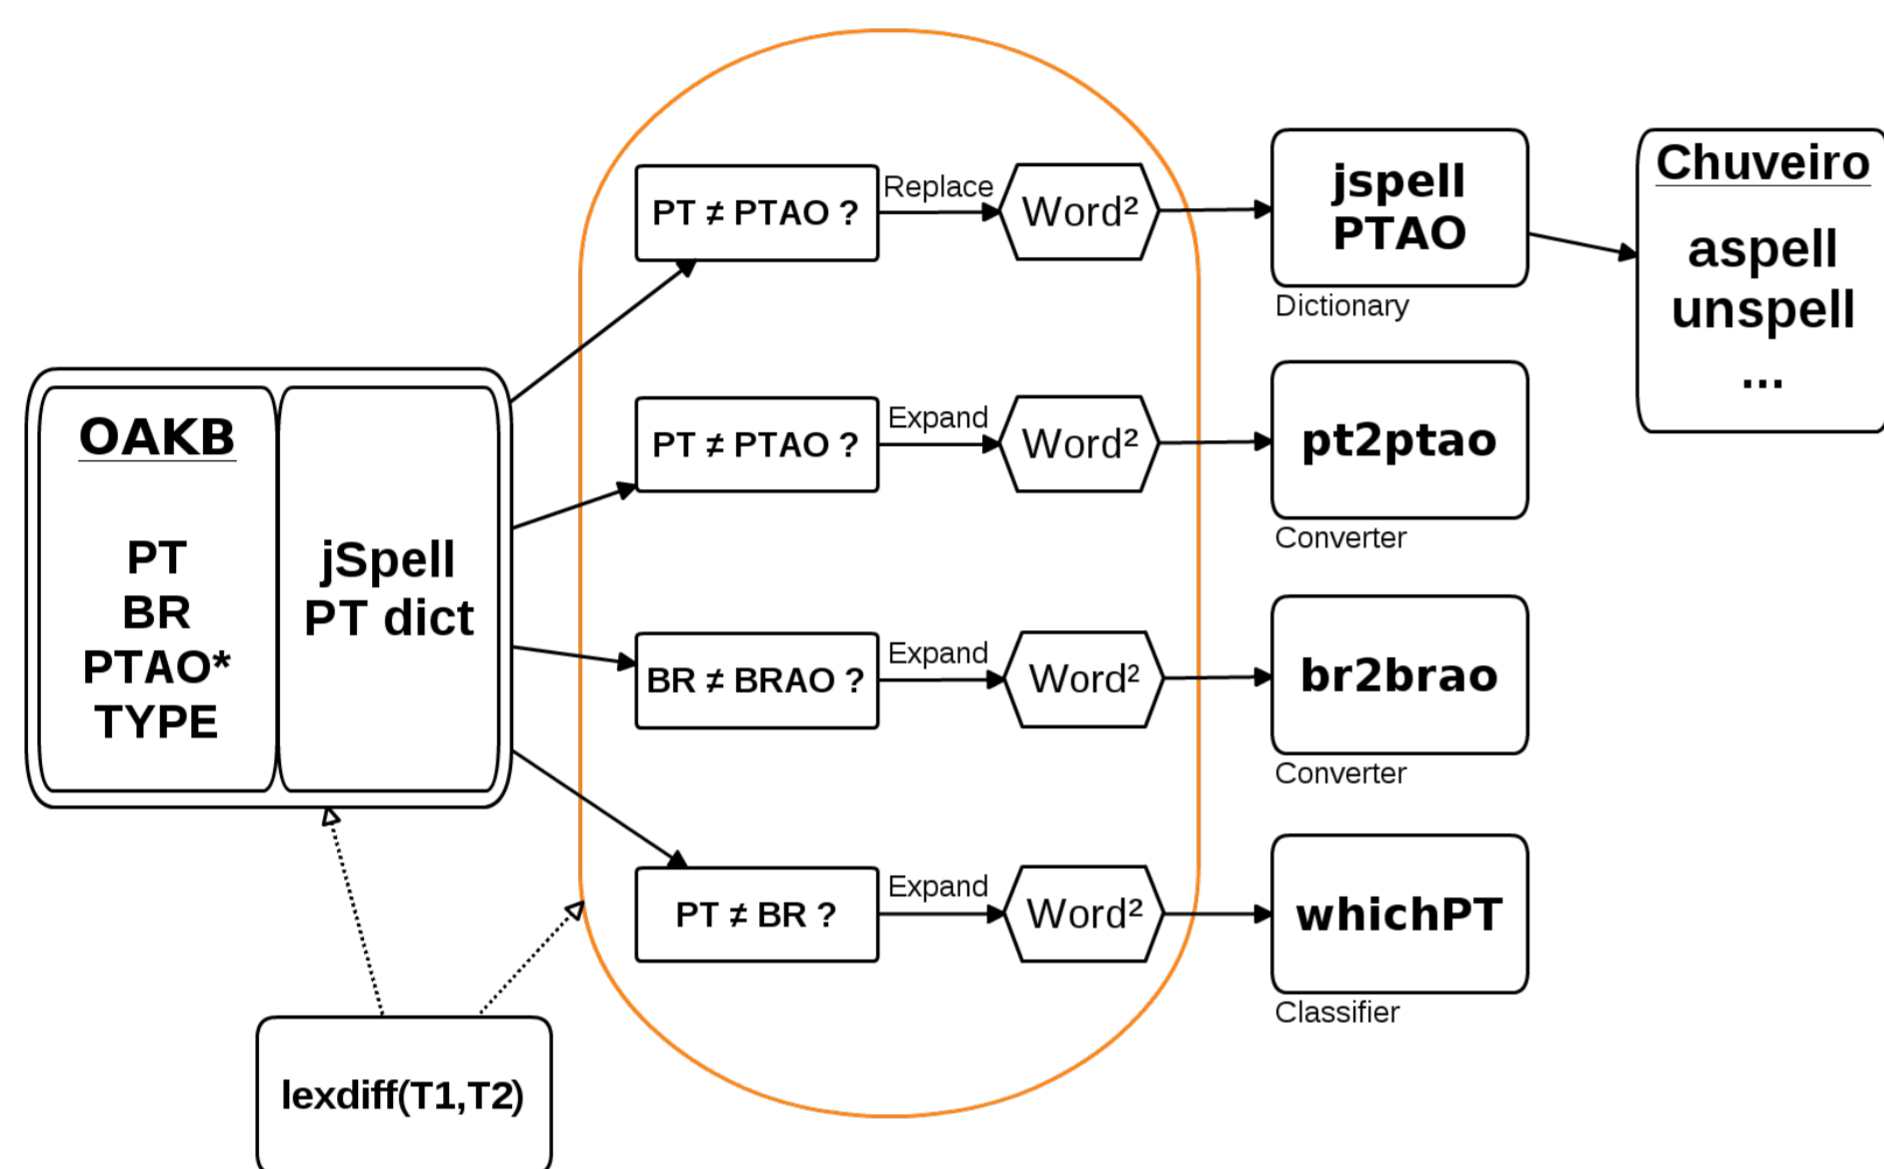 OAKB
PT
BR
PTAO*
TYPE
jSpell
PT dict
lexdiff(T1,T2)
PT ≠ PTAO ?
Replace
Word²
jspell
PTAO
Dictionary
Chuveiro
aspell
unspell
...
PT ≠ PTAO ?
Expand
Word²
pt2ptao
Converter
BR ≠ BRAO ?
Expand
Word²
br2brao
Converter
PT ≠ BR ?
Expand
Word²
whichPT
Classifier